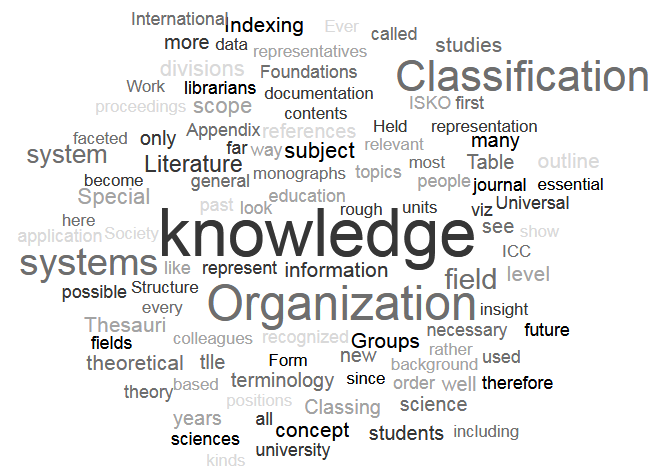 International
Indexing Ever
more data called
representatives studies
divisions Foundations Classification
Work librarians documentation
proceedings scope contents ISKO first
Appendix references Held representation
faceted only far way subject relevant many
system Literature most Table outline
become general monographs topics people journal essential
Special past look education rough units viz Universal
here knowledge see show
application Society ICC
systems like represent information field level
possible Structure Organization insight
every
Thesauri colleagues recognized Groups necessary future
fields rather
theoretical tlle Form new background used
theory based terminology since order well therefore
positions Classing science
years all
sciences concept students including
university
kinds